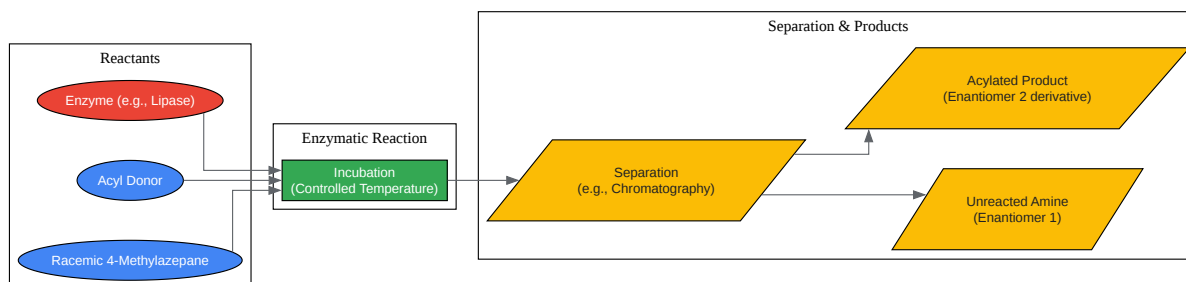 Reactants
Enzyme (e.g., Lipase)
Acyl Donor
Racemic 4-Methylazepane
Enzymatic Reaction
Incubation
(Controlled Temperature)
Separation & Products
Separation
(e.g., Chromatography)
Acylated Product
(Enantiomer 2 derivative)
Unreacted Amine
(Enantiomer 1)